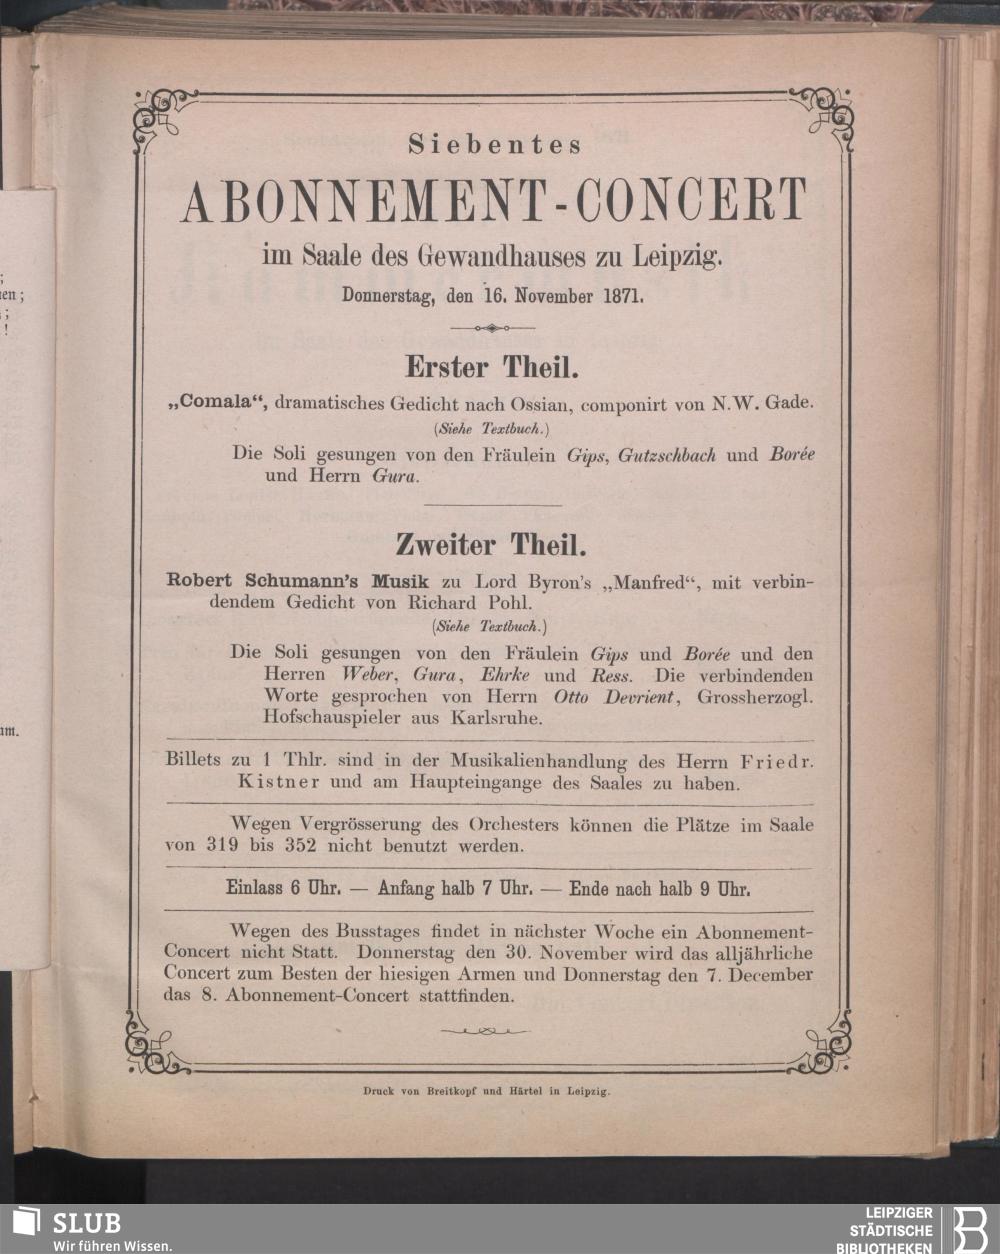 Siebentes
ABONNEMENT-CONCERT
im Saale des Gewandhauses zu Leipzig.
Donnerstag, den 16. November 1871.
Erster Theil.
„Comala“, dramatisches Gedicht nach Ossian, componirt von N.W. Gade.
(Siehe Textbuch.)
Die Soli gesungen von den Fräulein Gips, Gutzschbach und Borée
und Herrn Gura.
Zweiter Theil.
Robert Schumann's Musik zu Lord Byron's „Manfred“, mit verbin-
dendem Gedicht von Richard Pohl.
(Siehe Textbuch.)
Die Soli gesungen von den Fräulein Gips und Borée und den
Herren Weber, Gura, Ehrke und Ress. Die verbindenden
Worte gesprochen von Herrn Otto Devrient, Grossherzogl.
Hofschauspieler aus Karlsruhe.
Billets zu 1 Thlr. sind in der Musikalienhandlung des Herrn Friedr.
Kistner und am Haupteingange des Saales zu haben.
Wegen Vergrösserung des Orchesters können die Plätze im Saale
von 319 bis 352 nicht benutzt werden.
Einlass 6 Uhr. — Anfang halb 7 Uhr. — Ende nach halb 9 Uhr.
Wegen des Busstages findet in nächster Woche ein Abonnement-
Concert nicht Statt. Donnerstag den 30. November wird das alljährliche
Concert zum Besten der hiesigen Armen und Donnerstag den 7. December
das 8. Abonnement-Concert stattfinden.
Druck von Breitkopf und Härtel in Leipzig.
SLUB
Wir führen Wissen.
LEIPZIGER
STÄDTISCHE
BIBLIOTHEKEN